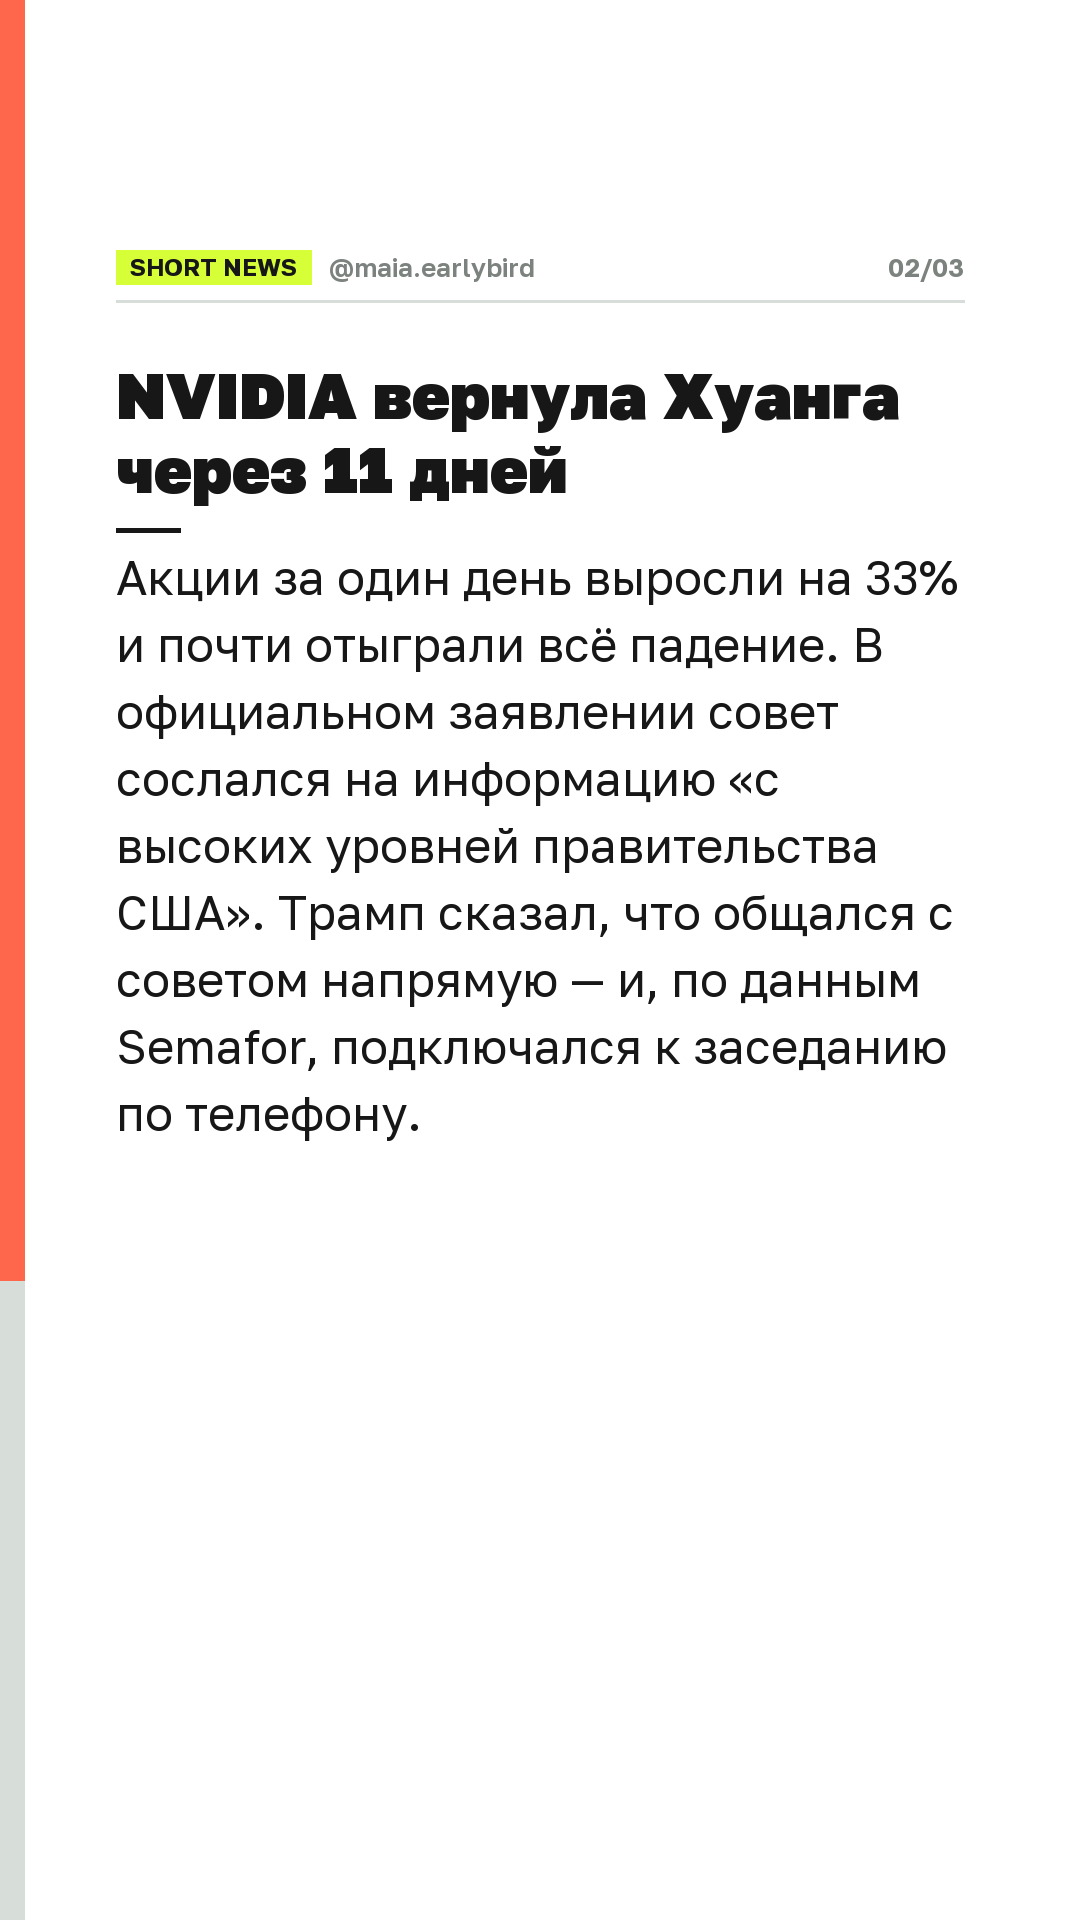 SHORT NEWS @maia.earlybird 02/03
NVIDIA вернула Хуанга
через 11 дней
Акции за один день выросли на 33%
и почти отыграли всё падение. В
официальном заявлении совет
сослался на информацию «с
высоких уровней правительства
США». Трамп сказал, что общался с
советом напрямую — и, по данным
Semafor, подключался к заседанию
по телефону.